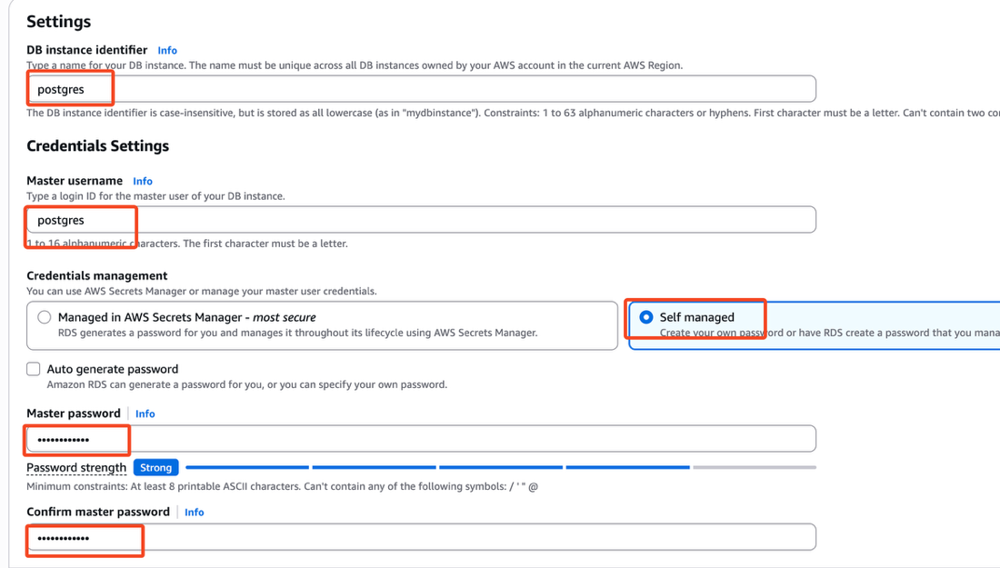 Settings
DB instance identifier Info
Type a name for your DB instance. The name must be unique across all DB instances owned by your AWS account in the current AWS Region.
postgres
The DB instance identifier is case-insensitive, but is stored as all lowercase (as in "mydbinstance"). Constraints: 1 to 63 alphanumeric characters or hyphens. First character must be a letter. Can't contain two
Credentials Settings
Master username Info
Type a login ID for the master user of your DB instance.
postgres
1 to 16 alphanumeric characters. The first character must be a letter.
Credentials management
You can use AWS Secrets Manager or manage your master user credentials.
Managed in AWS Secrets Manager - most secure
RDS generates a password for you and manages it throughout its lifecycle using AWS Secrets Manager.
Self managed
Create your own password or have RDS create a password that you
Auto generate password
Amazon RDS can generate a password for you, or you can specify your own password.
Master password Info
••••••••••••
Password strength Strong
Minimum constraints: At least 8 printable ASCII characters. Can't contain any of the following symbols: / ' " @
Confirm master password Info
••••••••••••